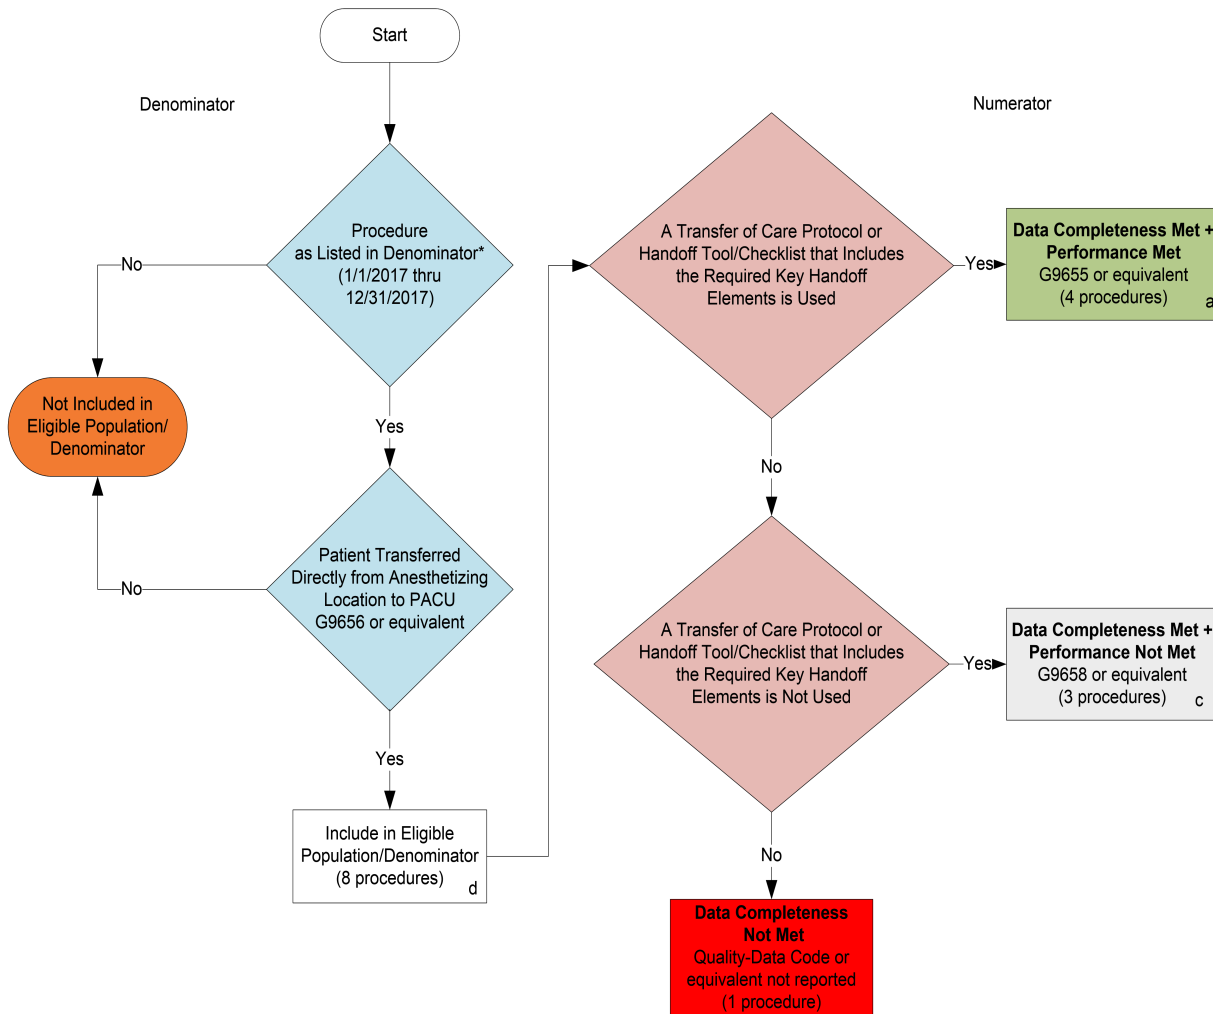 Start
Denominator
Procedure
as Listed in Denominator*
(1/1/2017 thru
12/31/2017)
No
Not Included in
Eligible Population/
Denominator
Yes
Patient Transferred
Directly from Anesthetizing
Location to PACU
G9656 or equivalent
No
Yes
Include in Eligible
Population/Denominator
(8 procedures)
d
Numerator
A Transfer of Care Protocol or
Handoff Tool/Checklist that Includes
the Required Key Handoff
Elements is Used
Yes
Data Completeness Met +
Performance Met
G9655 or equivalent
(4 procedures)
a
No
A Transfer of Care Protocol or
Handoff Tool/Checklist that Includes
the Required Key Handoff
Elements is Not Used
Yes
Data Completeness Met +
Performance Not Met
G9658 or equivalent
(3 procedures)
c
No
Data Completeness
Not Met
Quality-Data Code or
equivalent not reported
(1 procedure)